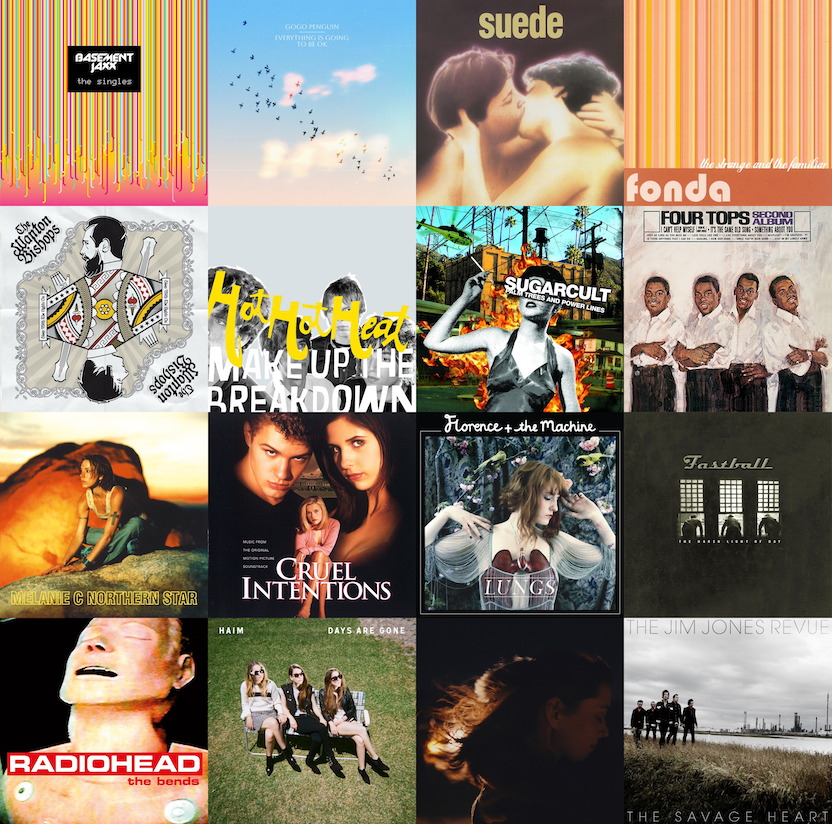 BASEMENT
JAXX
the singles
GOGO PENGUIN
EVERYTHING IS GOING
TO BE OK
suede
the strange and the familiar
fonda
The Wanton
Bishops
The Wanton
Bishops
Hot Hot Heat
MAKE UP THE
BREAKDOWN
SUGARCULT
PALM TREES AND POWER LINES
FOUR TOPS SECOND
ALBUM
I CAN'T HELP MYSELF • IT'S THE SAME OLD SONG • SOMETHING ABOUT YOU
MELANIE C NORTHERN STAR
MUSIC FROM
THE ORIGINAL
MOTION PICTURE
SOUNDTRACK
CRUEL
INTENTIONS
Florence + the Machine
LUNGS
Fastball
THE HARSH LIGHT OF DAY
RADIOHEAD
the bends
HAIM
DAYS ARE GONE
THE JIM JONES REVUE
THE SAVAGE HEART